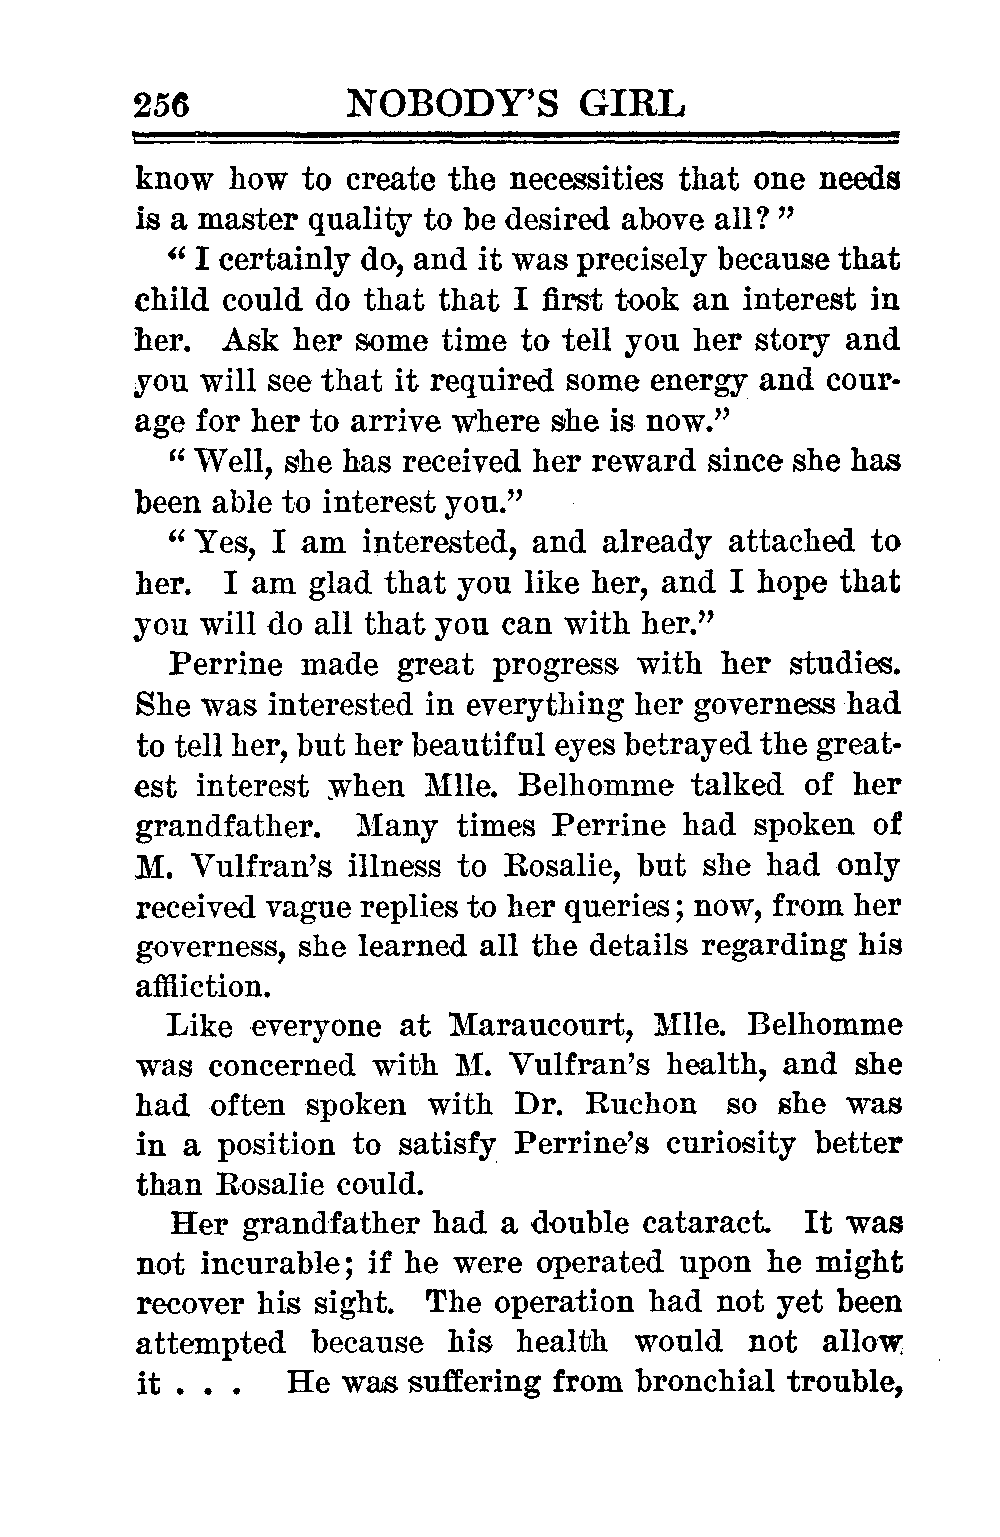 256 NOBODY'S GIRL
know how to create the necessities that one needs
is a master quality to be desired above all? "
" I certainly do, and it was precisely because that
child could do that that I first took an interest in
her. Ask her some time to tell you her story and
you will see that it required some energy and cour-
age for her to arrive where she is now."
" Well, she has received her reward since she has
been able to interest you."
" Yes, I am interested, and already attached to
her. I am glad that you like her, and I hope that
you will do all that you can with her."
Perrine made great progress with her studies.
She was interested in everything her governess had
to tell her, but her beautiful eyes betrayed the great-
est interest when Mlle. Belhomme talked of her
grandfather. Many times Perrine had spoken of
M. Vulfran's illness to Rosalie, but she had only
received vague replies to her queries; now, from her
governess, she learned all the details regarding his
affliction.
Like everyone at Maraucourt, Mlle. Belhomme
was concerned with M. Vulfran's health, and she
had often spoken with Dr. Ruchon so she was
in a position to satisfy Perrine's curiosity better
than Rosalie could.
Her grandfather had a double cataract. It was
not incurable; if he were operated upon he might
recover his sight. The operation had not yet been
attempted because his health would not allow
it . . . He was suffering from bronchial trouble,